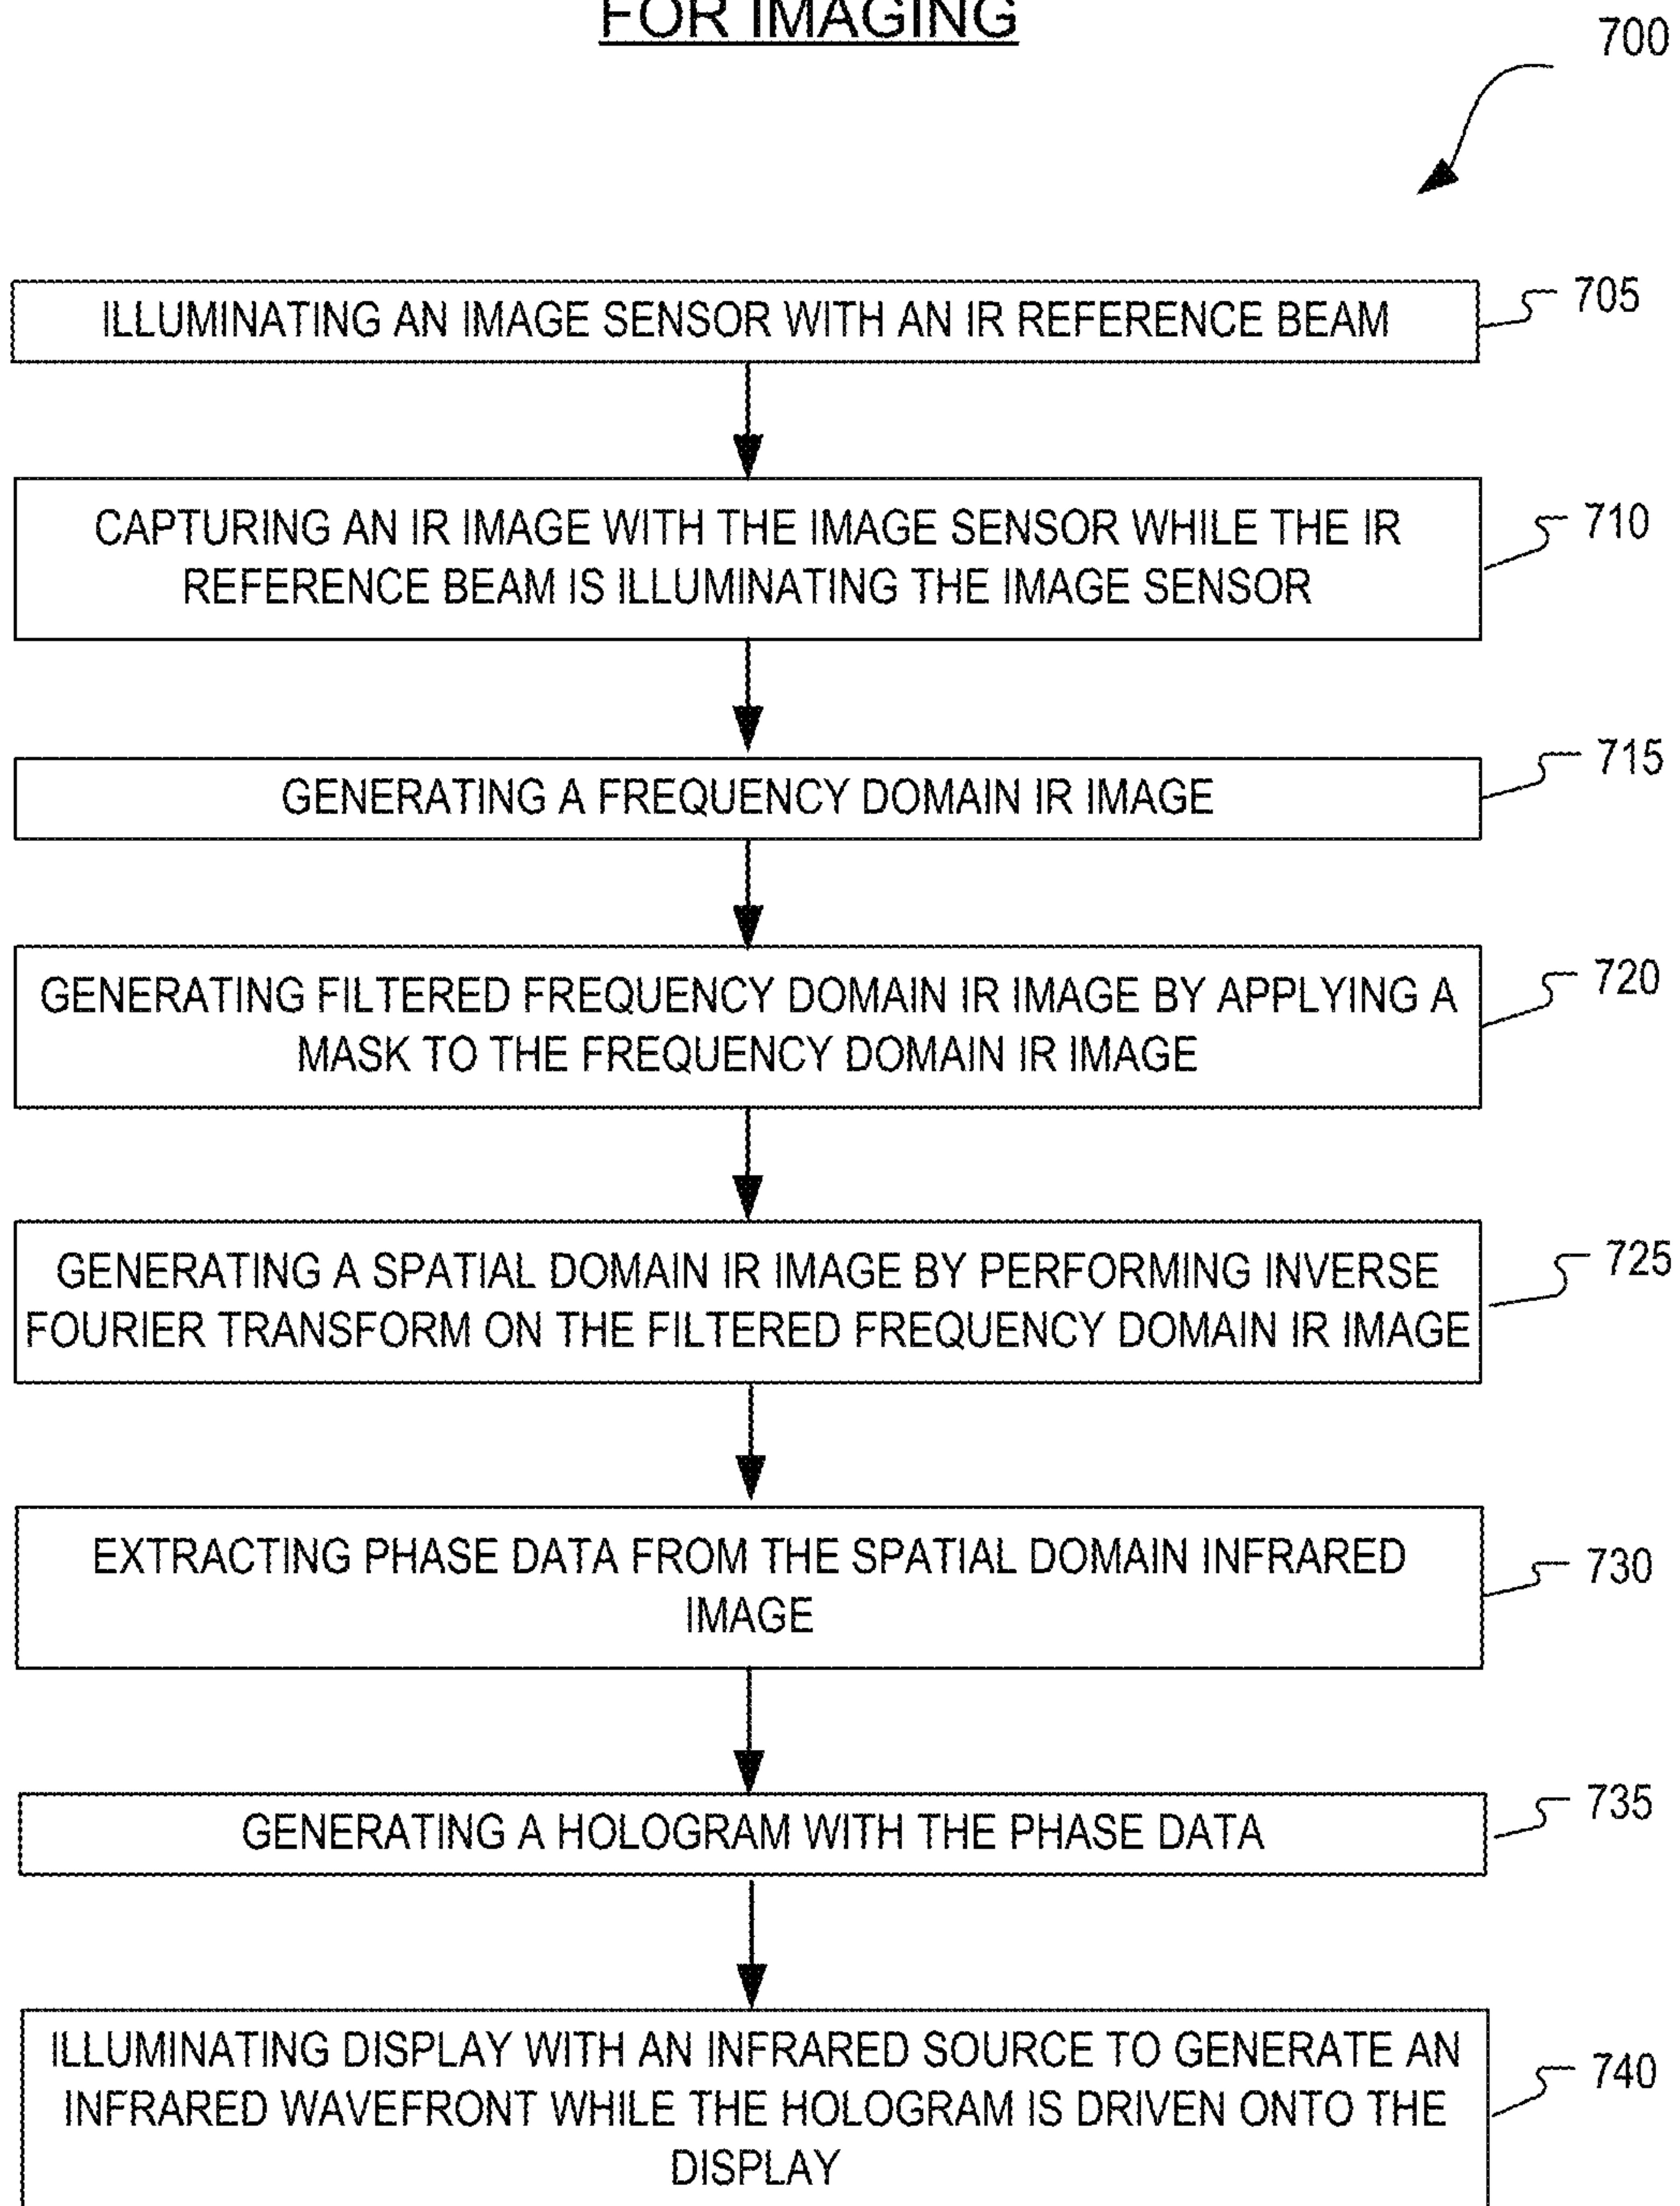 FOR IMAGING
700
ILLUMINATING AN IMAGE SENSOR WITH AN IR REFERENCE BEAM
705
CAPTURING AN IR IMAGE WITH THE IMAGE SENSOR WHILE THE IR
REFERENCE BEAM IS ILLUMINATING THE IMAGE SENSOR
710
GENERATING A FREQUENCY DOMAIN IR IMAGE
715
GENERATING FILTERED FREQUENCY DOMAIN IR IMAGE BY APPLYING A
MASK TO THE FREQUENCY DOMAIN IR IMAGE
720
GENERATING A SPATIAL DOMAIN IR IMAGE BY PERFORMING INVERSE
FOURIER TRANSFORM ON THE FILTERED FREQUENCY DOMAIN IR IMAGE
725
EXTRACTING PHASE DATA FROM THE SPATIAL DOMAIN INFRARED
IMAGE
730
GENERATING A HOLOGRAM WITH THE PHASE DATA
735
ILLUMINATING DISPLAY WITH AN INFRARED SOURCE TO GENERATE AN
INFRARED WAVEFRONT WHILE THE HOLOGRAM IS DRIVEN ONTO THE
DISPLAY
740